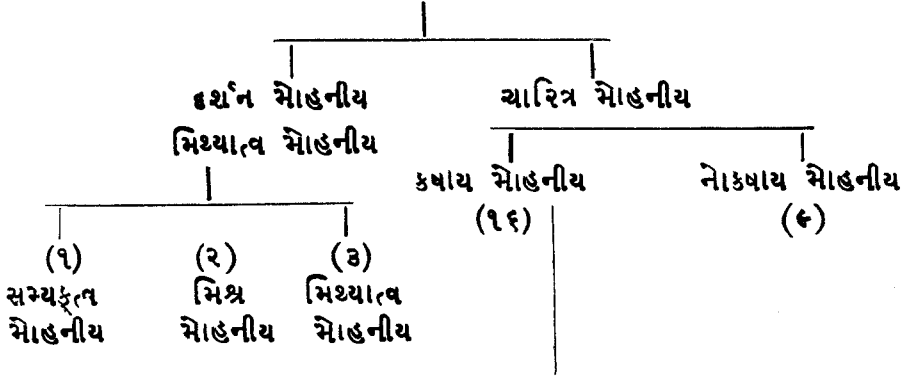 દર્શન મોહનીય ચારિત્ર મોહનીય
મિથ્યાત્વ મોહનીય
કષાય મોહનીય નોકષાય મોહનીય
(૧૬) (૯)
(૧) (૨) (૩)
સમ્યક્ત્વ મિશ્ર મિથ્યાત્વ
મોહનીય મોહનીય મોહનીય